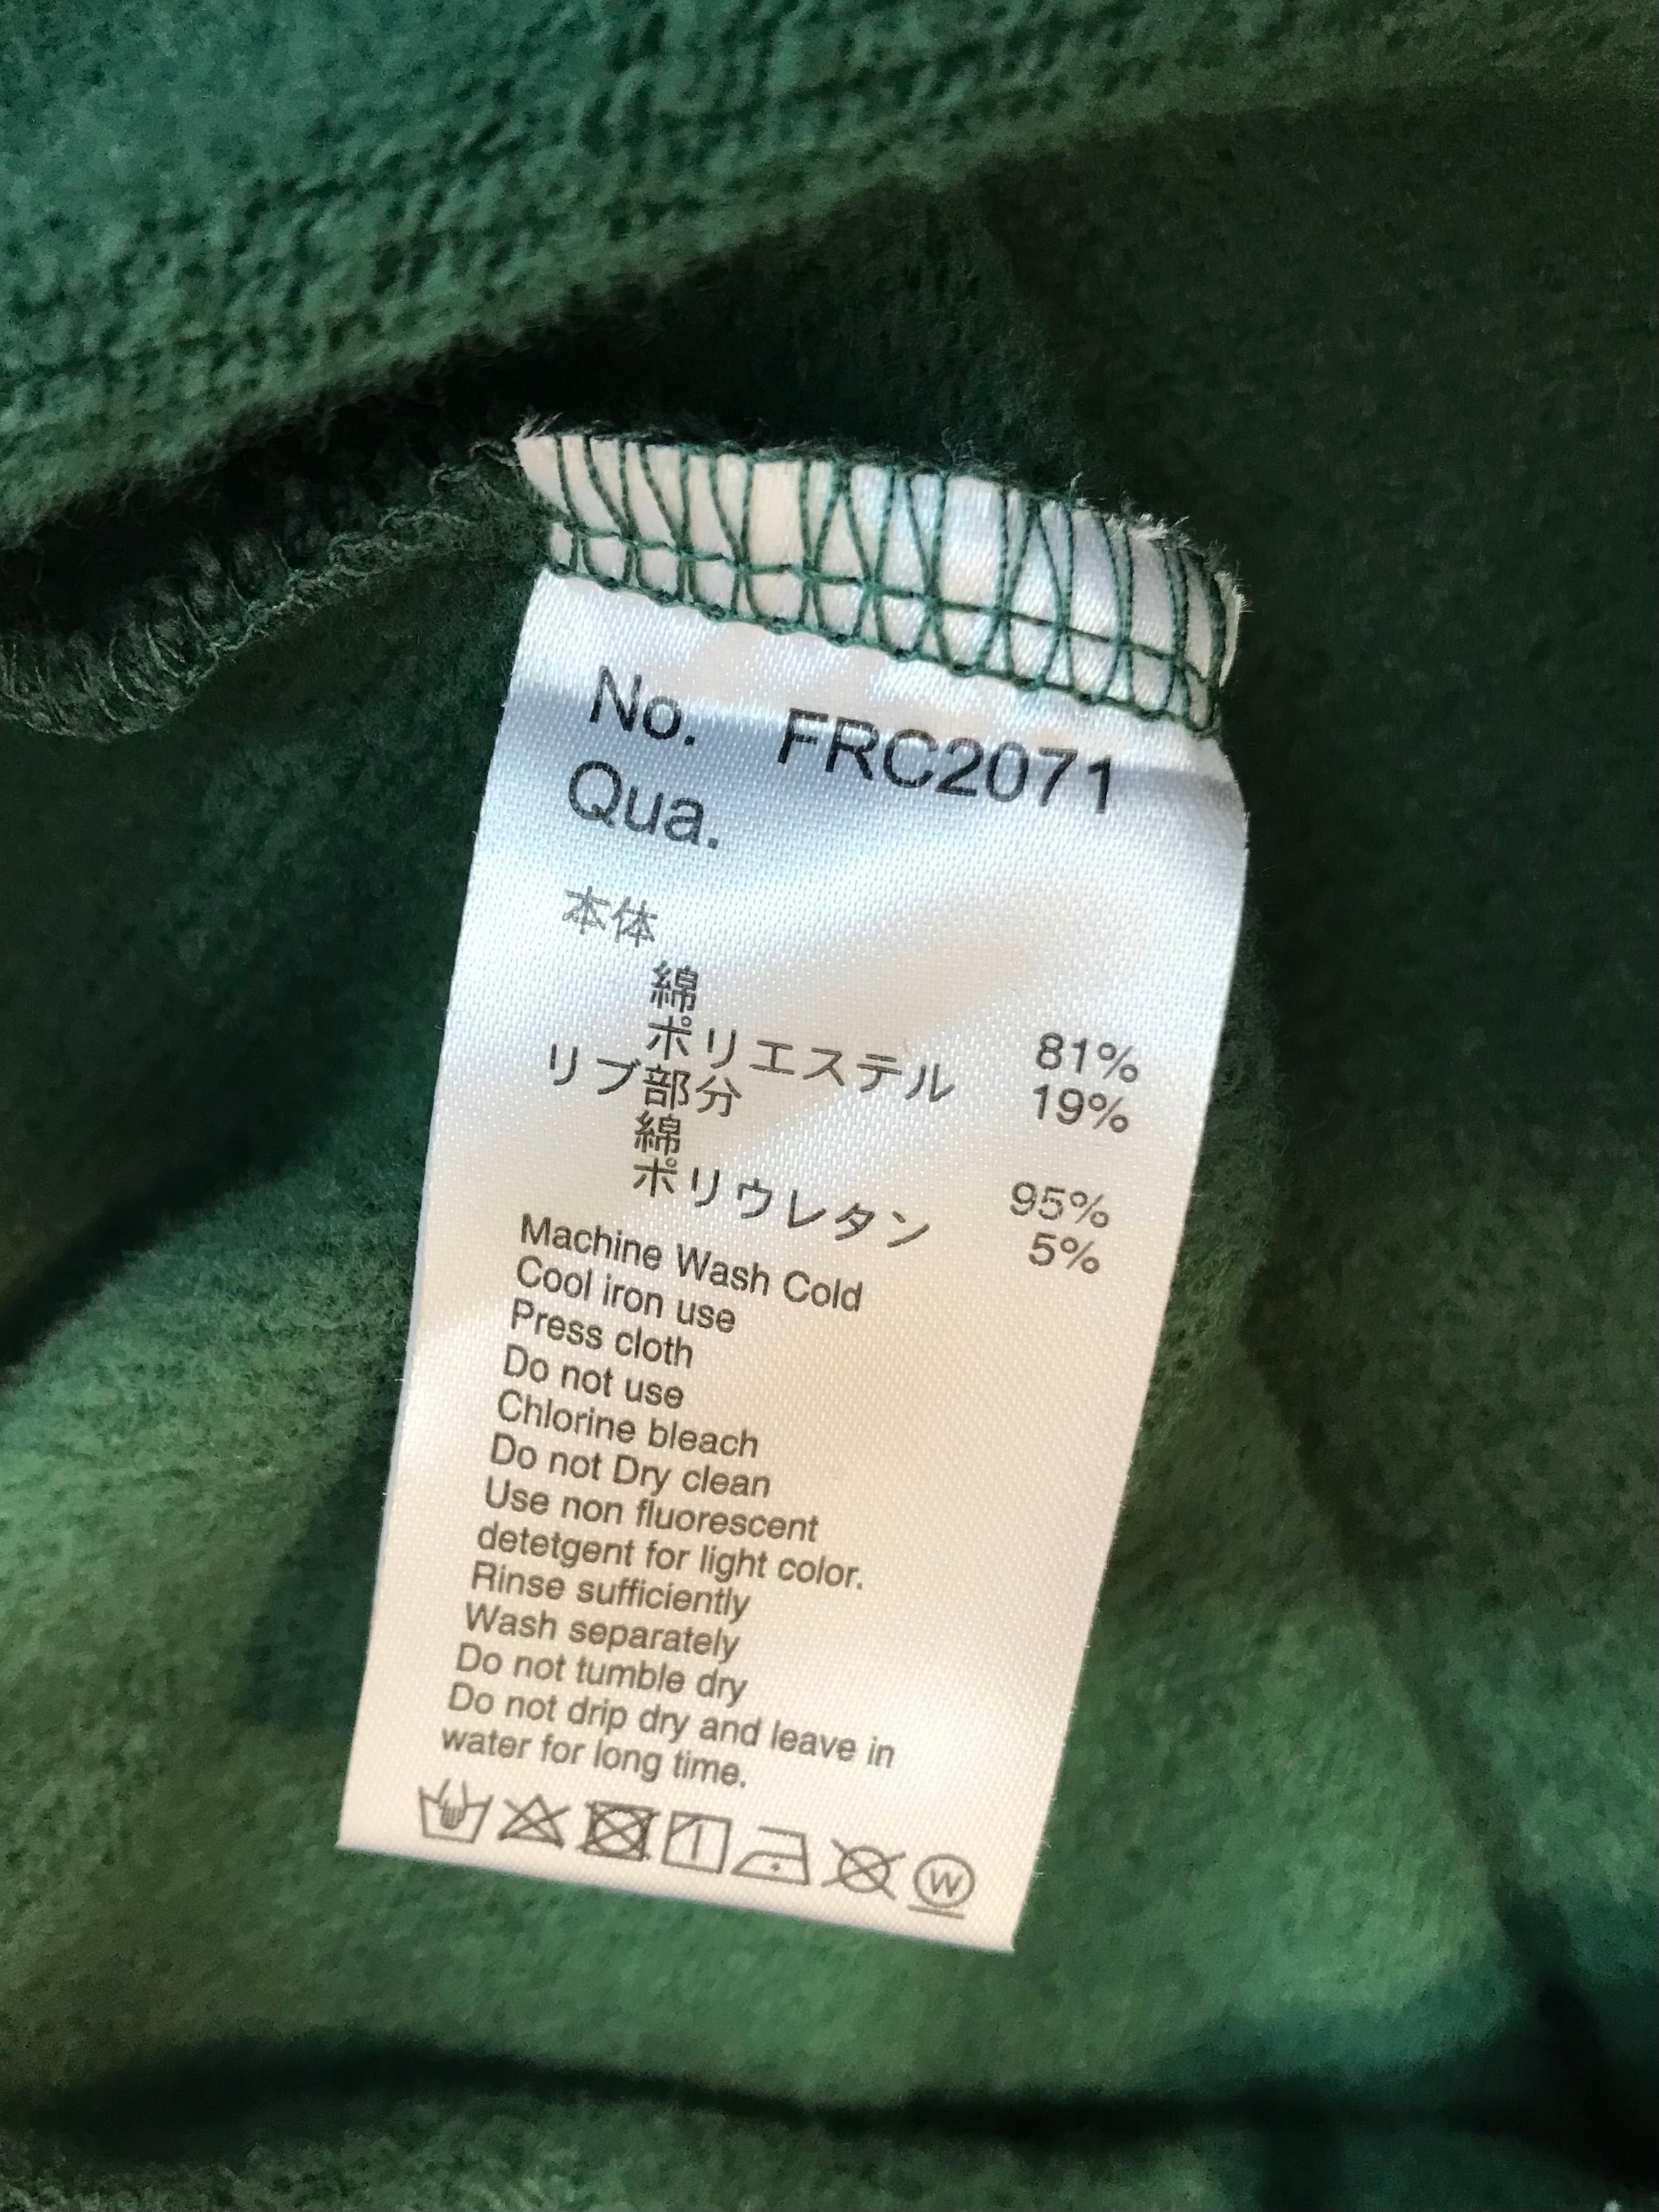 No. FRC2071
Qua.
本体
綿 81%
ポリエステル 19%
リブ部分
綿 95%
ポリウレタン 5%
Machine Wash Cold
Cool iron use
Press cloth
Do not use
Chlorine bleach
Do not Dry clean
Use non fluorescent
detetgent for light color.
Rinse sufficiently
Wash separately
Do not tumble dry
Do not drip dry and leave in
water for long time.
W